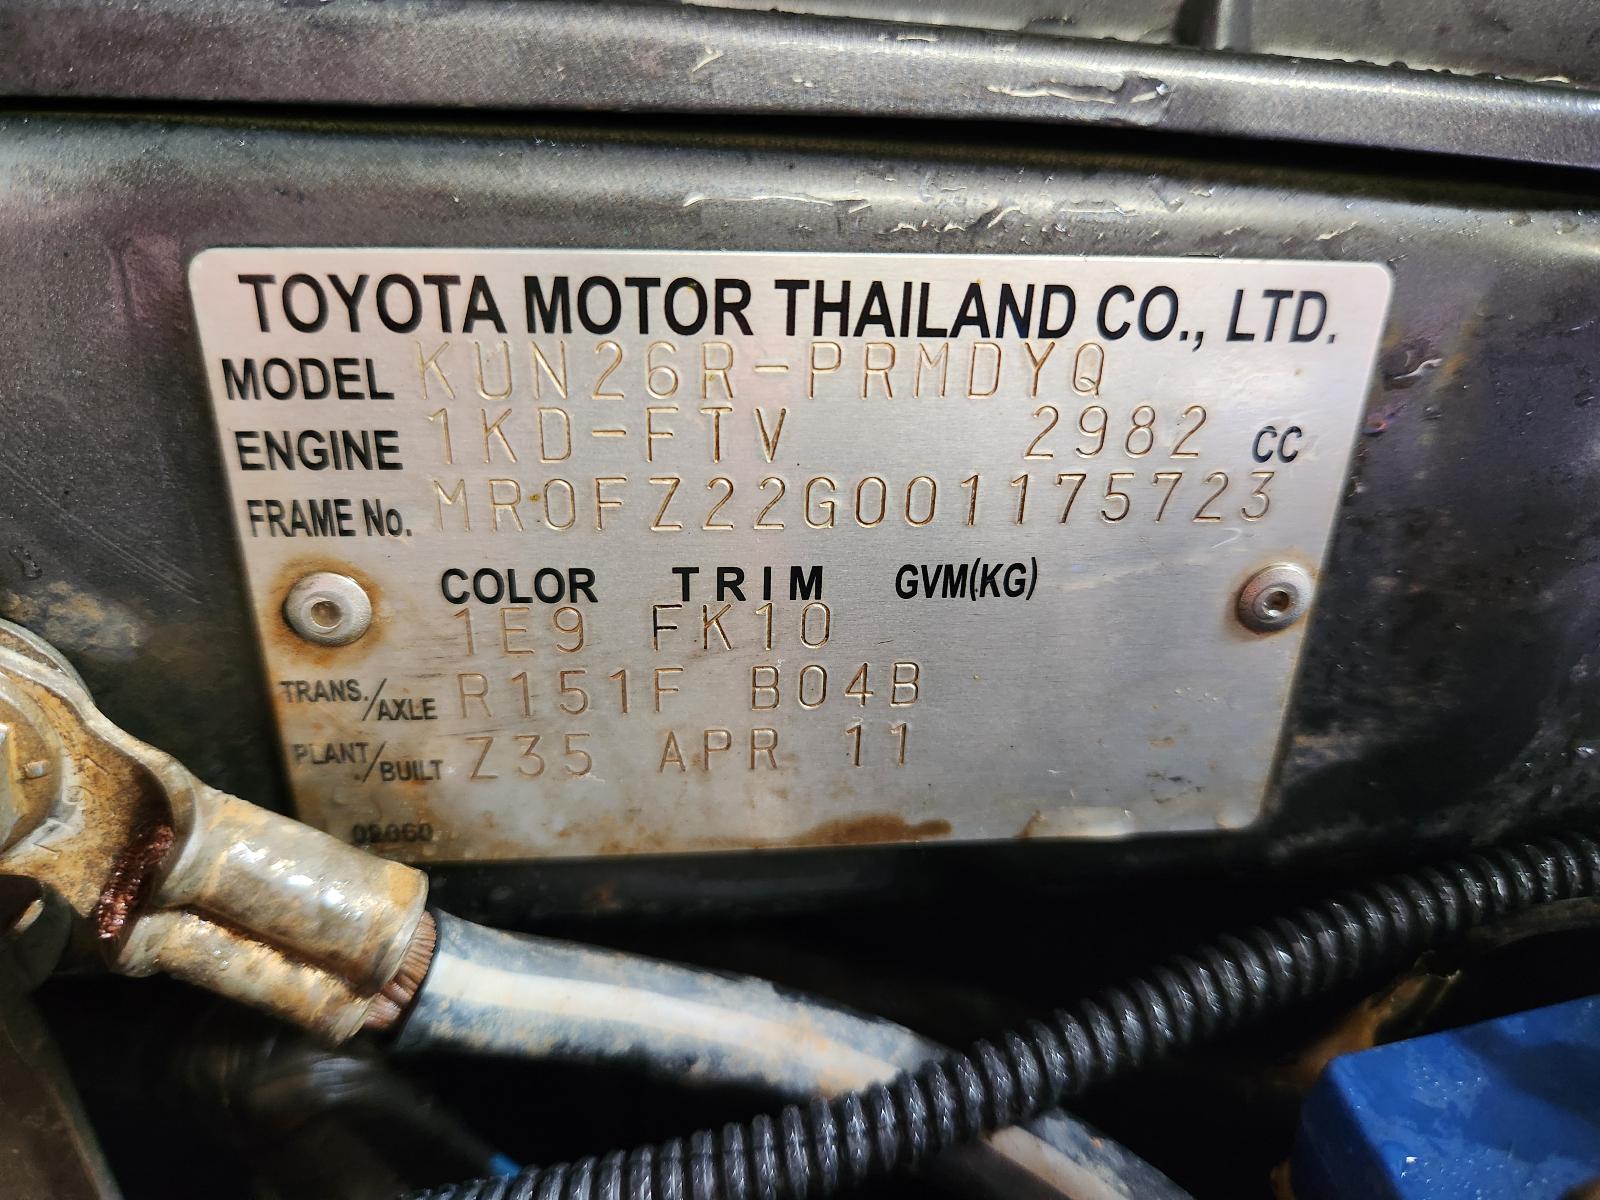 TOYOTA MOTOR THAILAND CO., LTD.
MODEL KUN26R-PRMDYQ
ENGINE 1KD-FTV 2982 CC
FRAME No. MR0FZ22G001175723
COLOR TRIM GVM(KG)
1E9 FK10
TRANS./AXLE R151F B04B
PLANT/BUILT Z35 APR 11